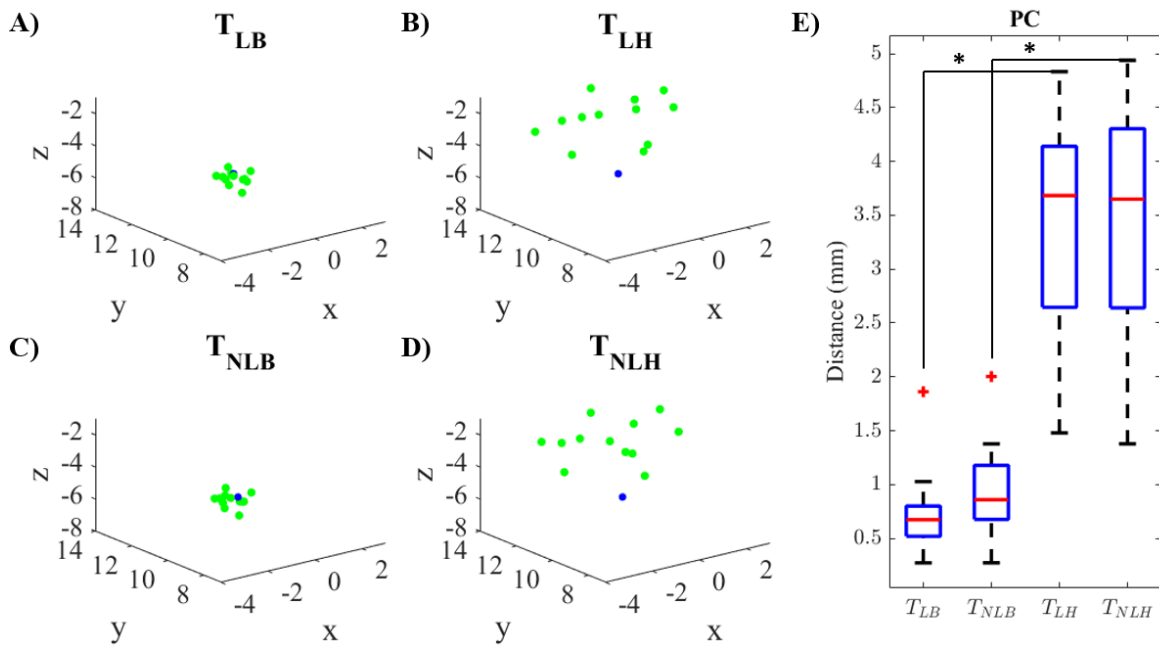 A)
T_LB
-2
-4
-6
-8
z
14
12
10
8
y
-4
-2
0
2
x
B)
T_LH
-2
-4
-6
-8
z
14
12
10
8
y
-4
-2
0
2
x
C)
T_NLB
-2
-4
-6
-8
z
14
12
10
8
y
-4
-2
0
2
x
D)
T_NLH
-2
-4
-6
-8
z
14
12
10
8
y
-4
-2
0
2
x
E)
PC
* *
5
4.5
4
3.5
3
2.5
2
1.5
1
0.5
Distance (mm)
T_LB T_NLB T_LH T_NLH